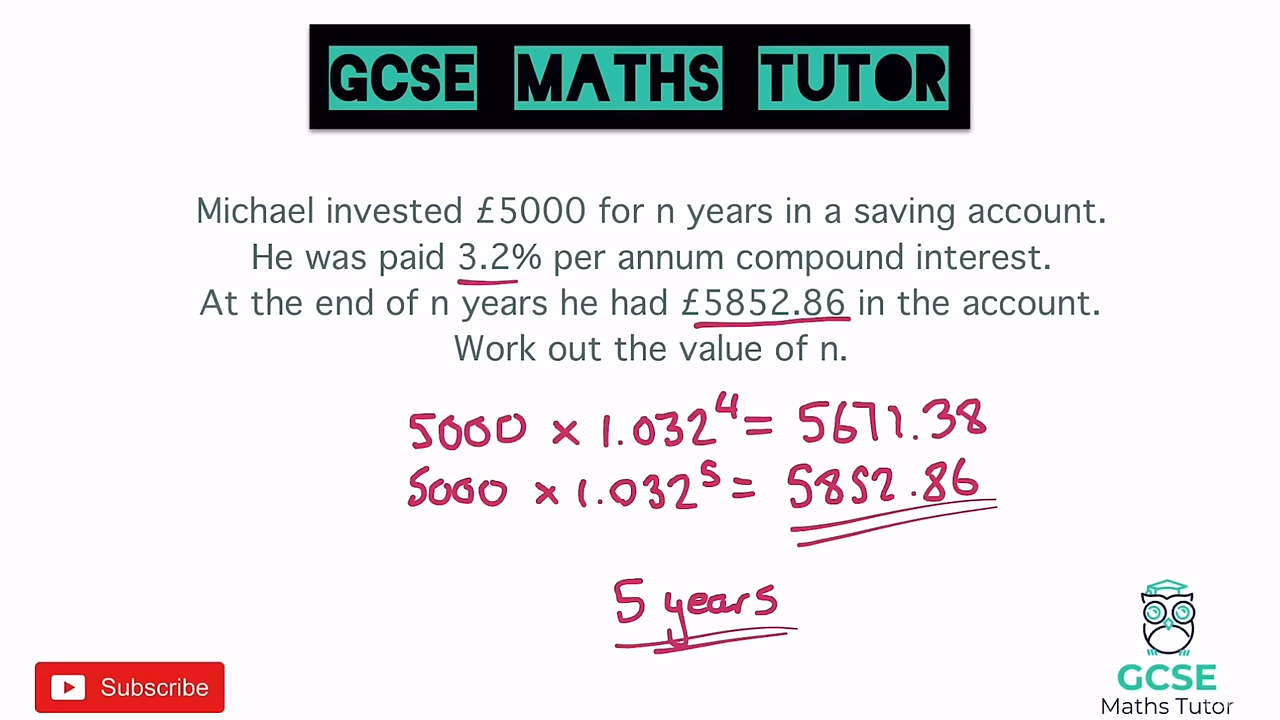 GCSE MATHS TUTOR
Michael invested £5000 for n years in a saving account.
He was paid 3.2% per annum compound interest.
At the end of n years he had £5852.86 in the account.
Work out the value of n.
5000 × 1.032⁴ = 5671.38
5000 × 1.032⁵ = 5852.86
5 years
Subscribe
GCSE
Maths Tutor